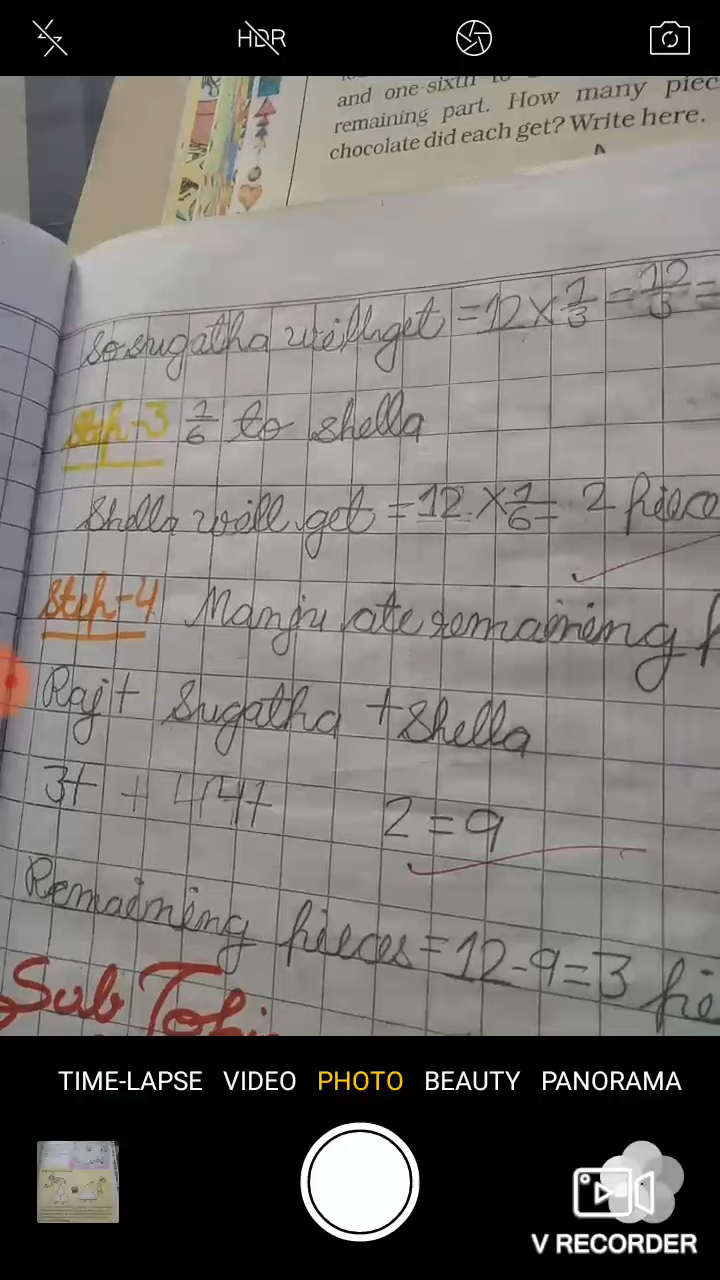 HDR
and one-sixth to
remaining part. How many piec
chocolate did each get? Write here.
So sugatha will get = 12 × 1/3 = 12/3 =
Step-3 1/6 to shella
Shella will get = 12 × 1/6 = 2 piece
Step-4 Manju ate remaining p
Raj + Sugatha + Shella
3+ + 4 4+ 2 = 9
Remaining pieces = 12 - 9 = 3 pie
Sub Topi
TIME-LAPSE VIDEO PHOTO BEAUTY PANORAMA
V RECORDER